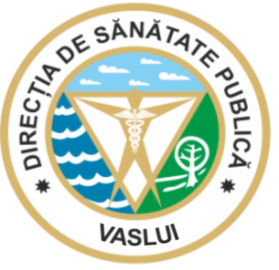 DIRECȚIA DE SĂNĂTATE PUBLICĂ
VASLUI